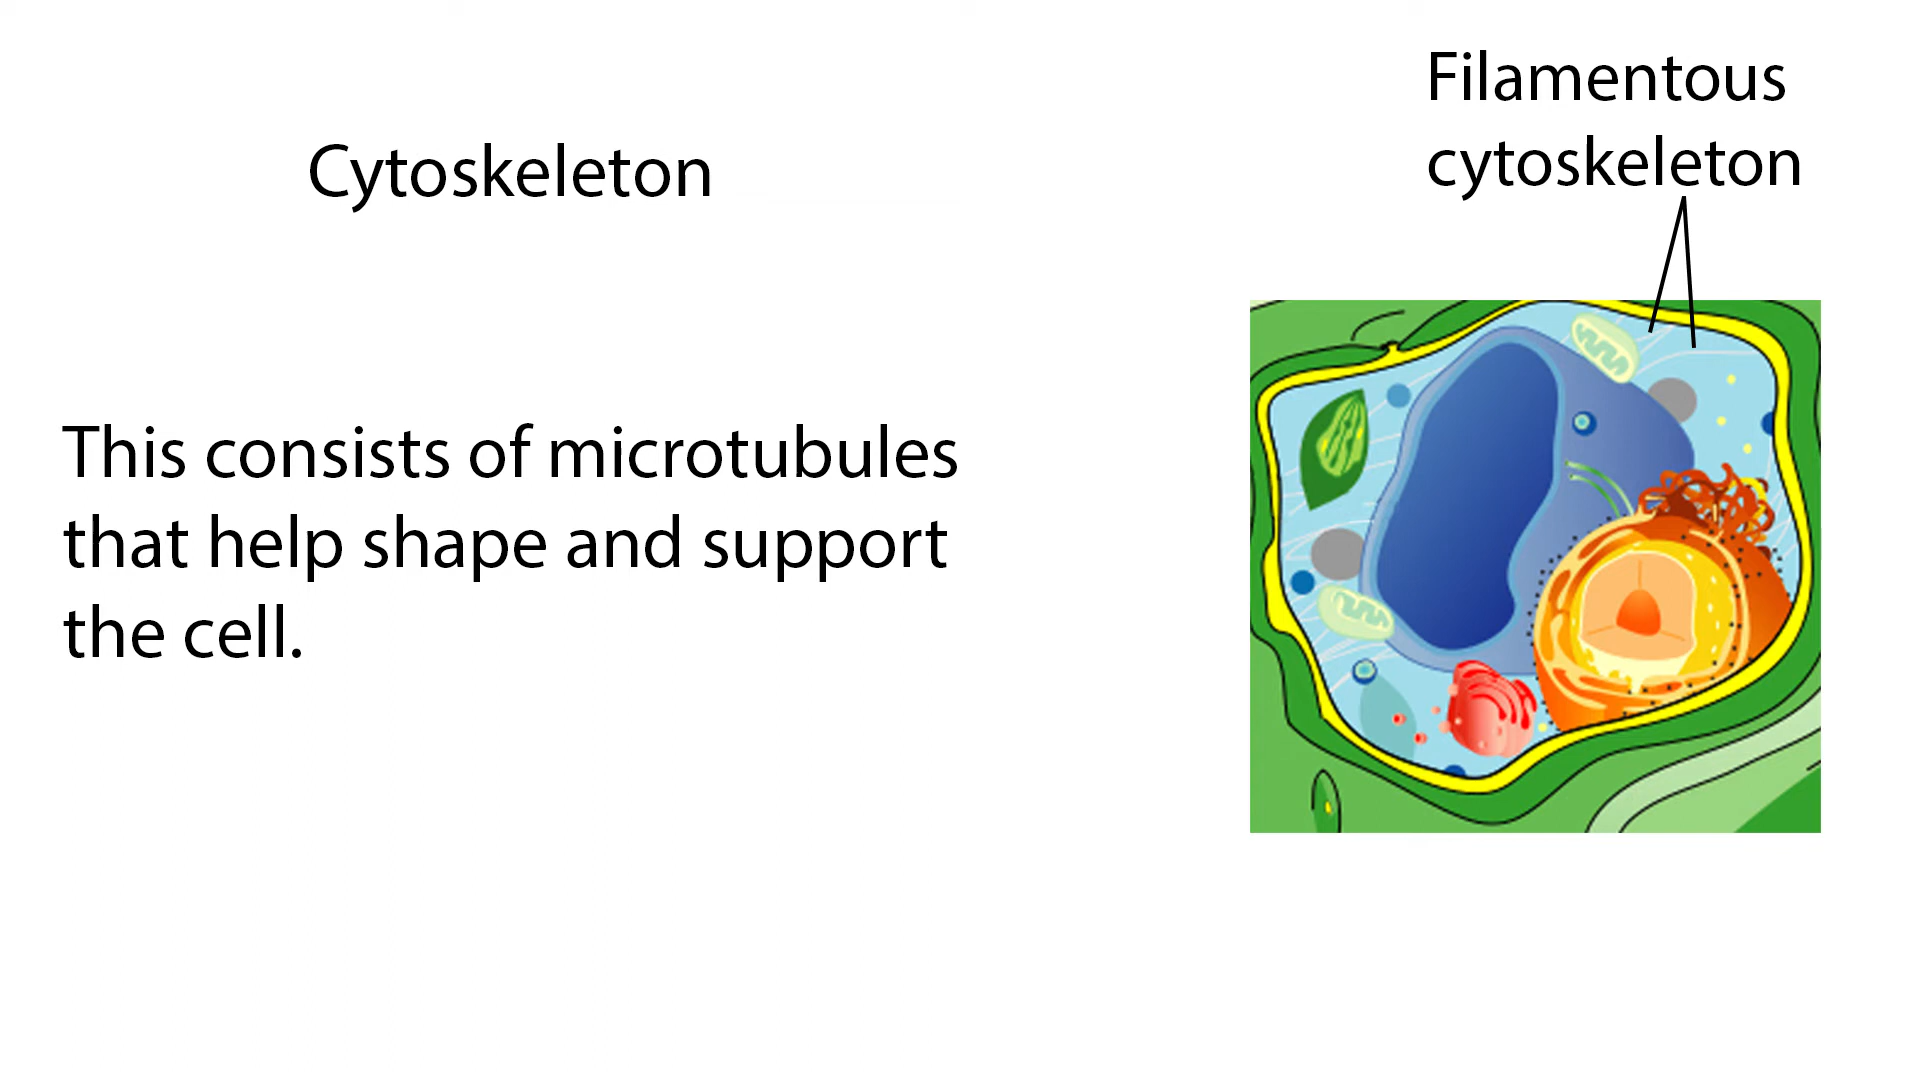 Cytoskeleton
This consists of microtubules
that help shape and support
the cell.
Filamentous
cytoskeleton